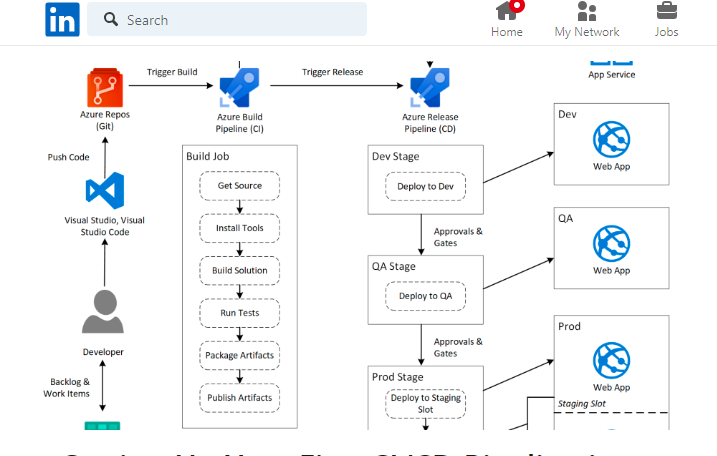 in
Search
Home
My Network
Jobs
Trigger Build
Trigger Release
App Service
Azure Repos
(Git)
Azure Build
Pipeline (CI)
Azure Release
Pipeline (CD)
Push Code
Visual Studio, Visual
Studio Code
Developer
Backlog &
Work Items
Build Job
Get Source
Install Tools
Build Solution
Run Tests
Package Artifacts
Publish Artifacts
Dev Stage
Deploy to Dev
Approvals &
Gates
QA Stage
Deploy to QA
Approvals &
Gates
Prod Stage
Deploy to Staging
Slot
Dev
Web App
QA
Web App
Prod
Web App
Staging Slot